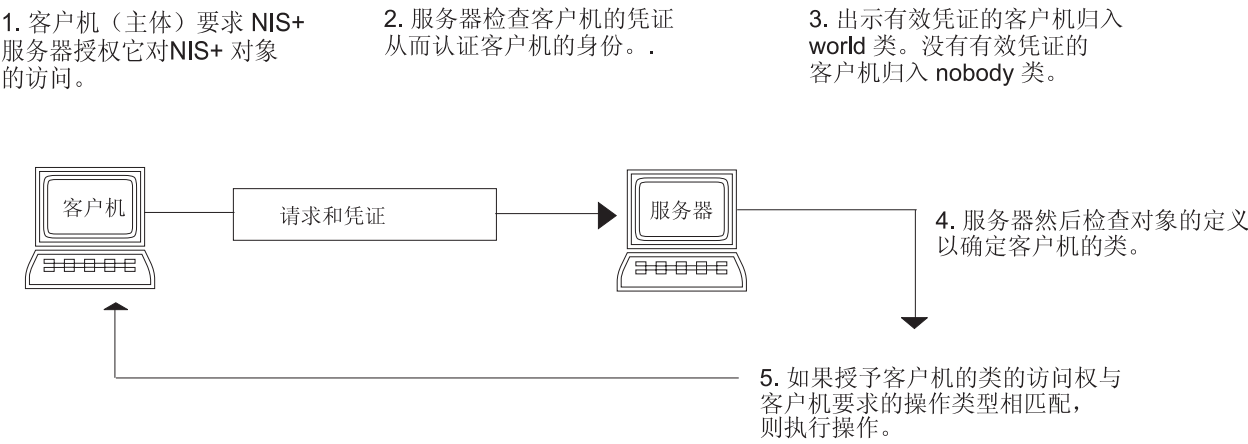 1. 客户机（主体）要求 NIS+
服务器授权它对NIS+ 对象
的访问。
2. 服务器检查客户机的凭证
从而认证客户机的身份。.
3. 出示有效凭证的客户机归入
world 类。没有有效凭证的
客户机归入 nobody 类。
客户机
请求和凭证
服务器
4. 服务器然后检查对象的定义
以确定客户机的类。
5. 如果授予客户机的类的访问权与
客户机要求的操作类型相匹配，
则执行操作。